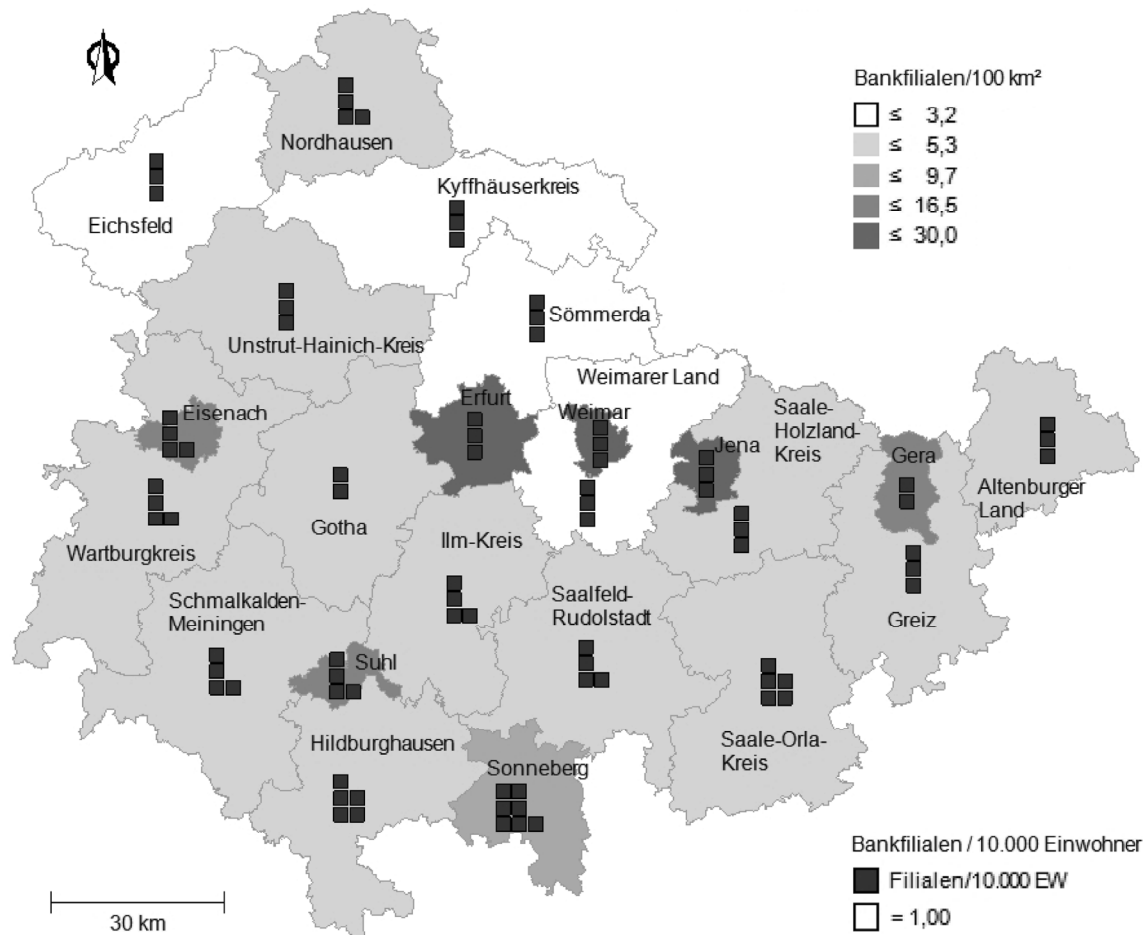 Bankfilialen/100 km²
≤ 3,2
≤ 5,3
≤ 9,7
≤ 16,5
≤ 30,0
Nordhausen
Eichsfeld
Kyffhäuserkreis
Sömmerda
Unstrut-Hainich-Kreis
Weimarer Land
Eisenach
Erfurt
Weimar
Jena
Saale-
Holzland-
Kreis
Gera
Altenburger
Land
Gotha
Wartburgkreis
Ilm-Kreis
Schmalkalden-
Meiningen
Saalfeld-
Rudolstadt
Greiz
Suhl
Hildburghausen
Sonneberg
Saale-Orla-
Kreis
Bankfilialen / 10.000 Einwohner
Filialen/10.000 EW
= 1,00
30 km